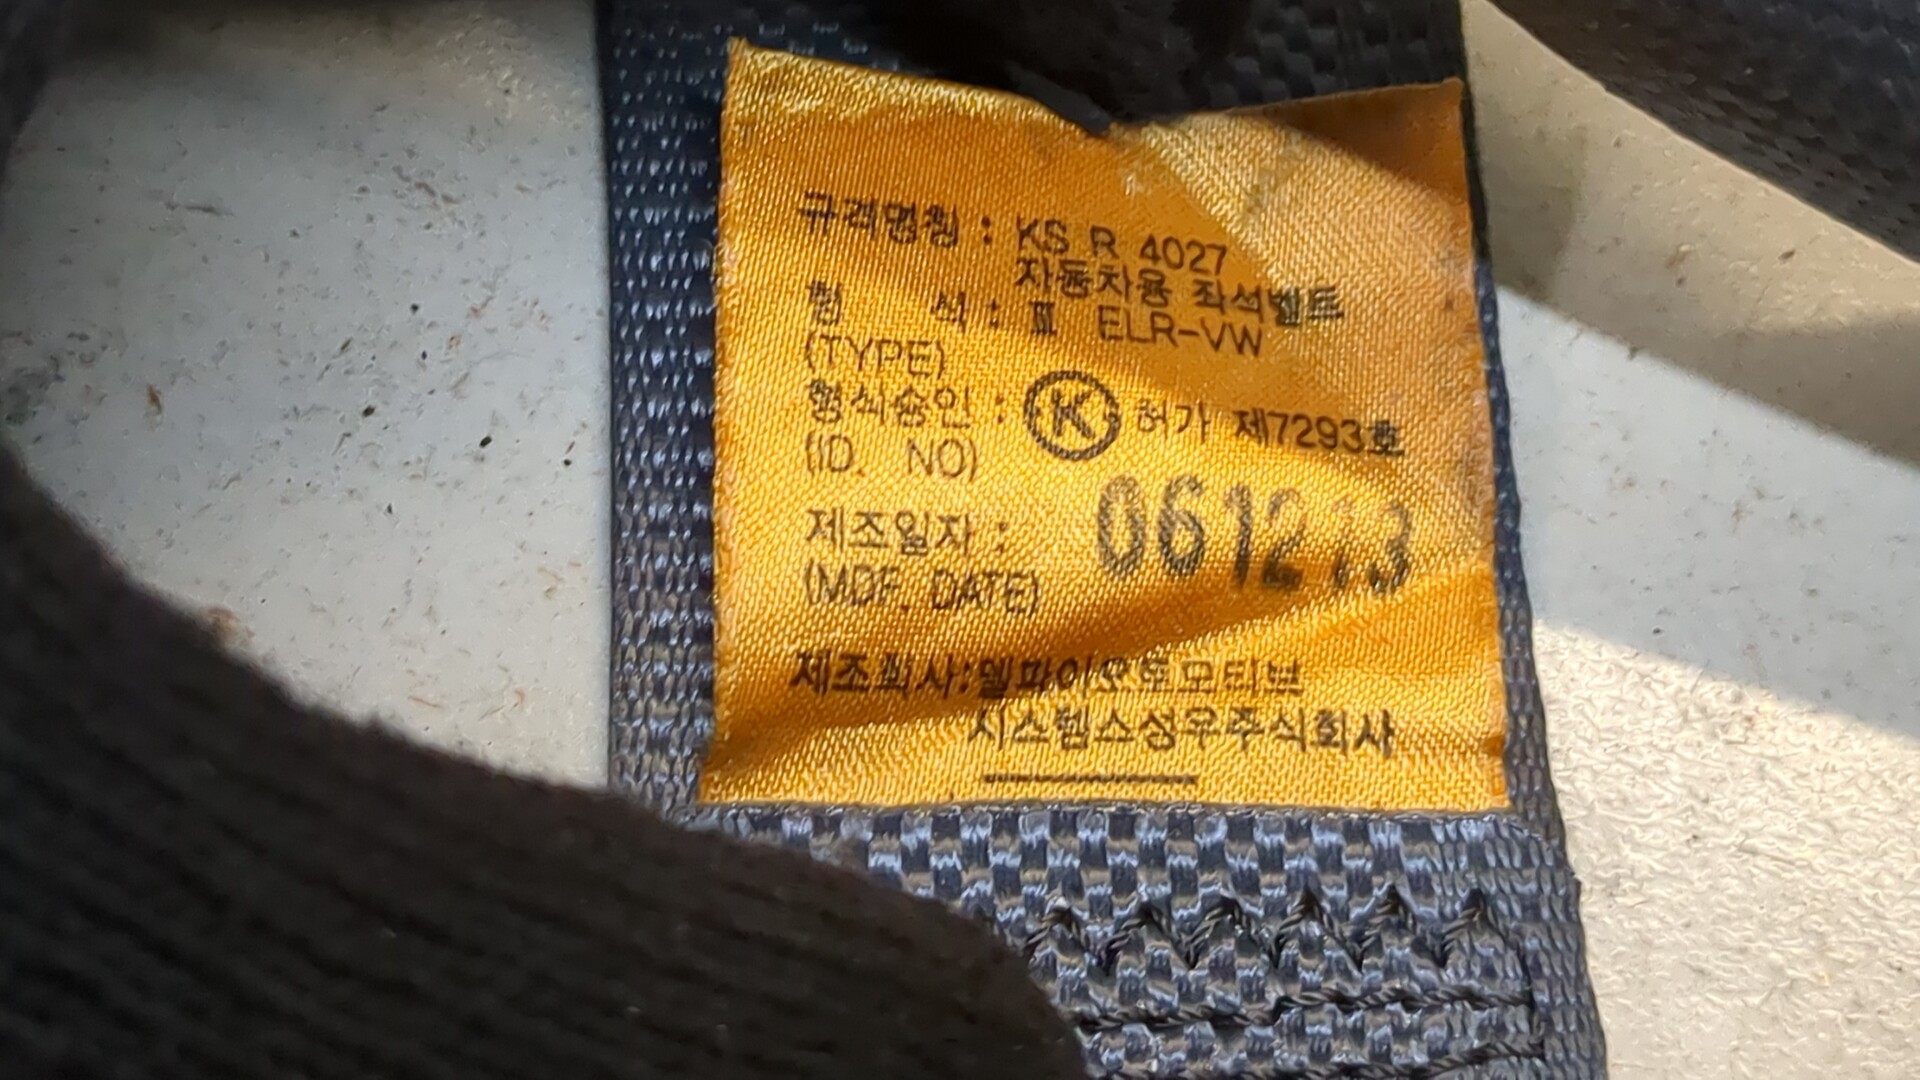 규격명칭 : KS R 4027
자동차용 좌석벨트
형 식 : Ⅲ ELR-VW
(TYPE)
형식승인 : Ⓚ 허가 제7293호
(ID. NO)
제조일자 : 061213
(MDF. DATE)
제조회사:델파이오토모티브
시스템스성우주식회사